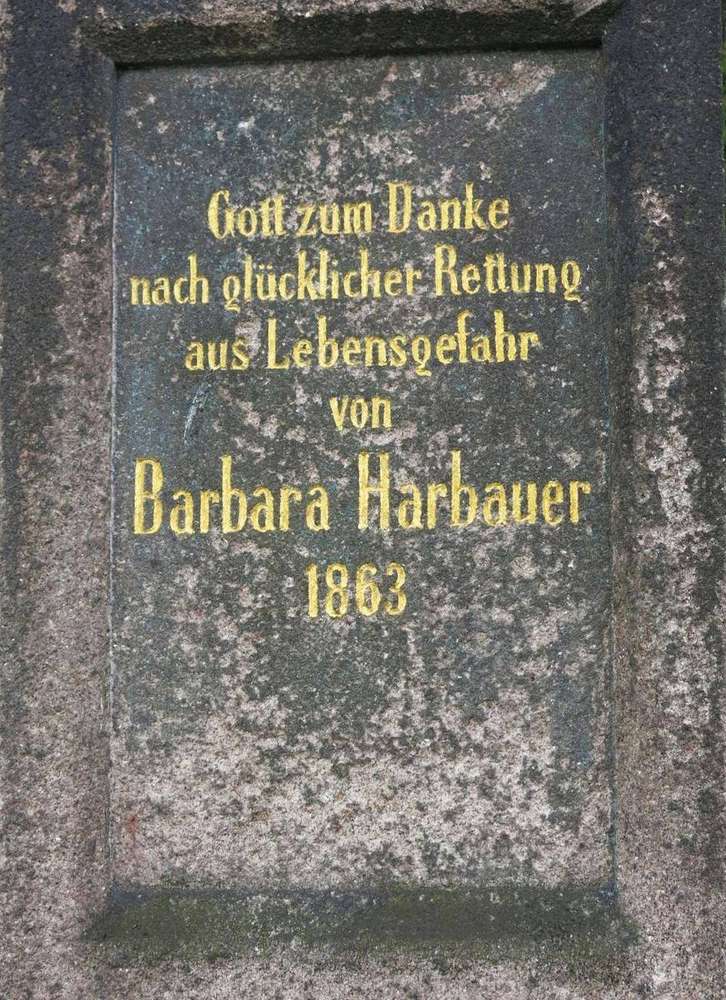 Gott zum Danke
nach glücklicher Rettung
aus Lebensgefahr
von
Barbara Harbauer
1863